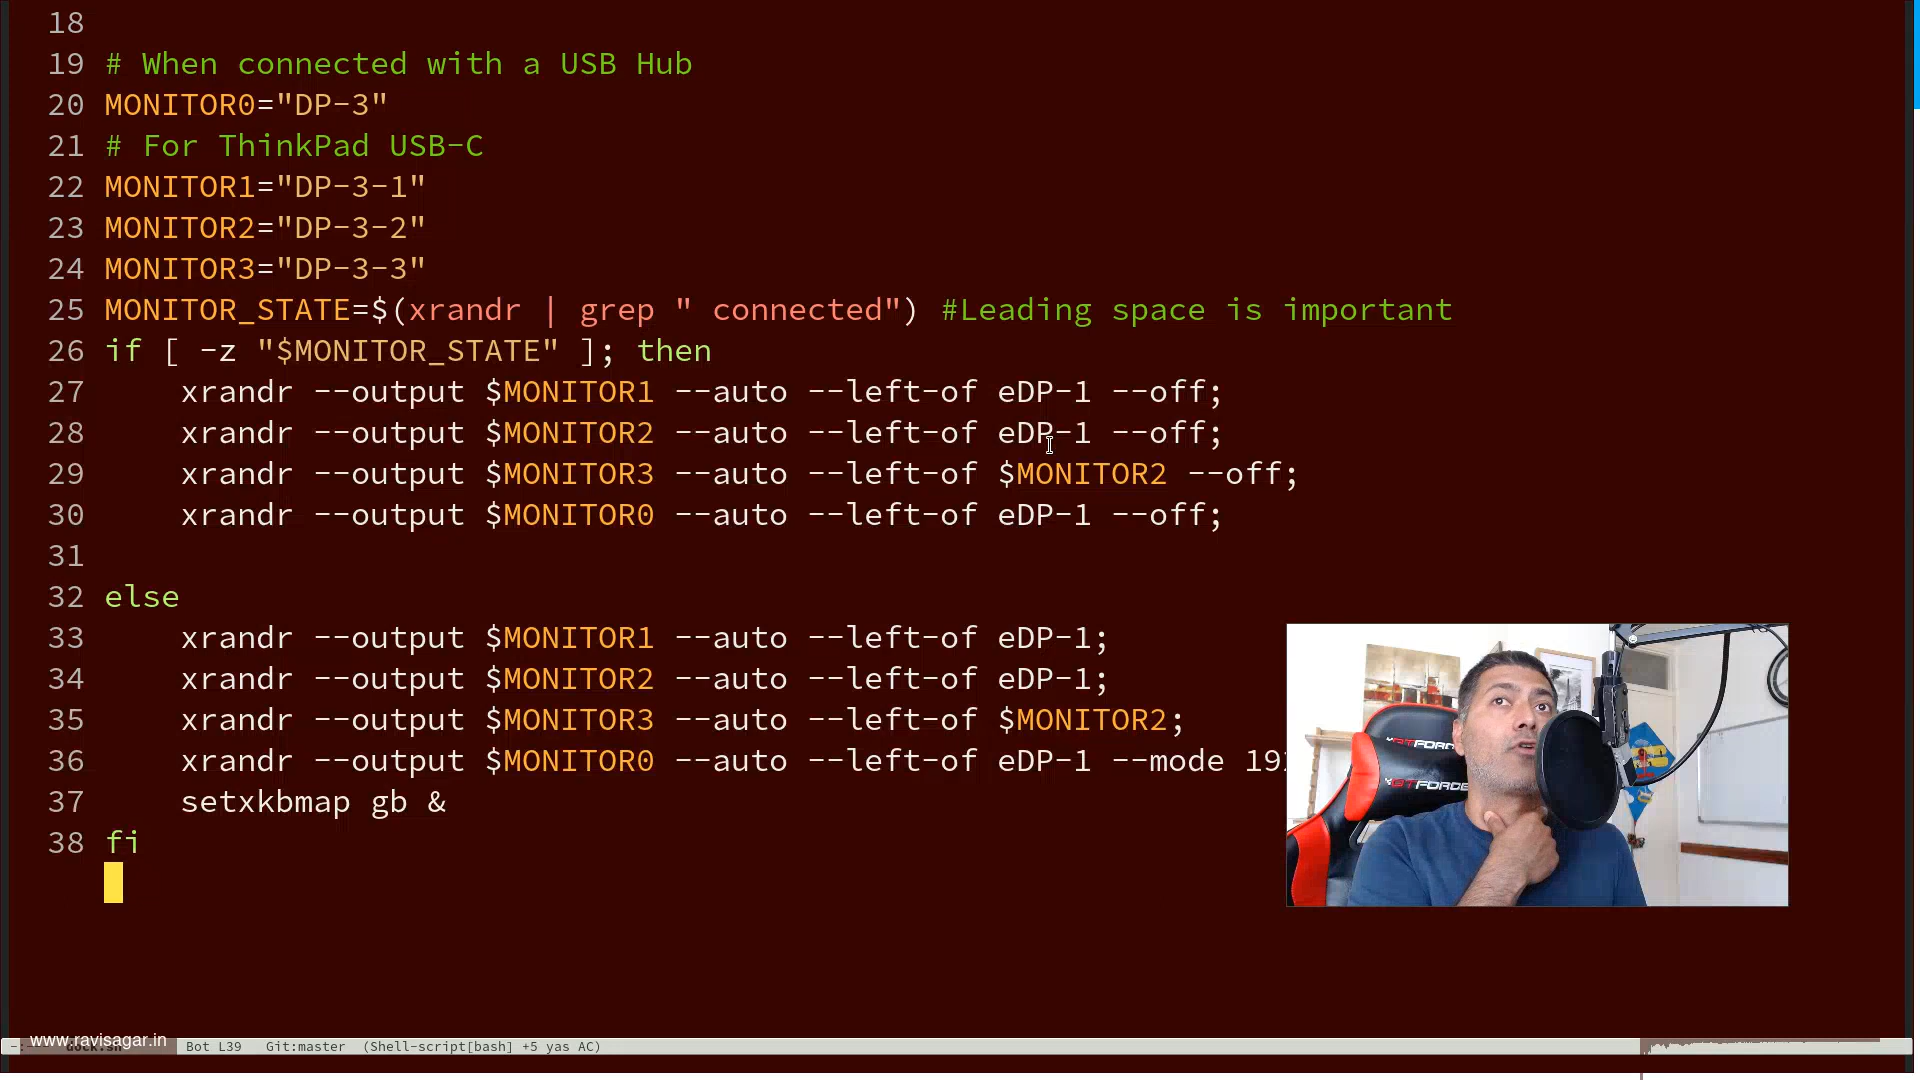 18
19 # When connected with a USB Hub
20 MONITOR0="DP-3"
21 # For ThinkPad USB-C
22 MONITOR1="DP-3-1"
23 MONITOR2="DP-3-2"
24 MONITOR3="DP-3-3"
25 MONITOR_STATE=$(xrandr | grep " connected") #Leading space is important
26 if [ -z "$MONITOR_STATE" ]; then
27     xrandr --output $MONITOR1 --auto --left-of eDP-1 --off;
28     xrandr --output $MONITOR2 --auto --left-of eDP-1 --off;
29     xrandr --output $MONITOR3 --auto --left-of $MONITOR2 --off;
30     xrandr --output $MONITOR0 --auto --left-of eDP-1 --off;
31
32 else
33     xrandr --output $MONITOR1 --auto --left-of eDP-1;
34     xrandr --output $MONITOR2 --auto --left-of eDP-1;
35     xrandr --output $MONITOR3 --auto --left-of $MONITOR2;
36     xrandr --output $MONITOR0 --auto --left-of eDP-1 --mode 19
37     setxkbmap gb &
38 fi
GTFORCE
www.ravisagar.in
Bot L39 Git:master (Shell-script[bash] +5 yas AC)